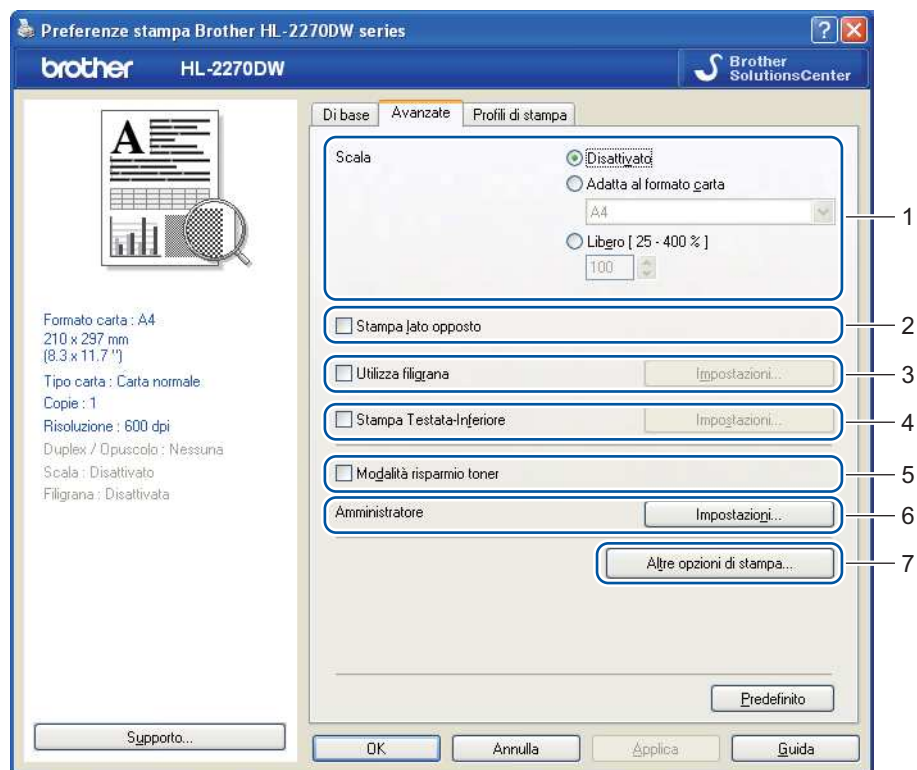 Preferenze stampa Brother HL-2270DW series
brother HL-2270DW
Brother
SolutionsCenter
Di base Avanzate Profili di stampa
A
Formato carta : A4
210 x 297 mm
(8.3 x 11.7 ")
Tipo carta : Carta normale
Copie : 1
Risoluzione : 600 dpi
Duplex / Opuscolo : Nessuna
Scala : Disattivato
Filigrana : Disattivata
Supporto...
Scala
Disattivato
Adatta al formato carta
A4
Libero [ 25 - 400 % ]
100
1
Stampa lato opposto
2
Utilizza filigrana Impostazioni...
3
Stampa Testata-Inferiore Impostazioni...
4
Modalità risparmio toner
5
Amministratore Impostazioni...
6
Altre opzioni di stampa...
7
Predefinito
OK Annulla Applica Guida